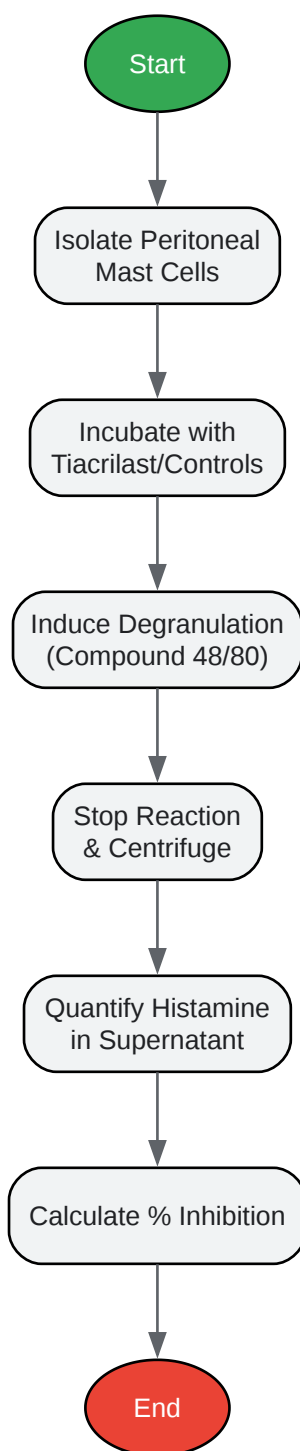 Start
Isolate Peritoneal
Mast Cells
Incubate with
Tiacrilast/Controls
Induce Degranulation
(Compound 48/80)
Stop Reaction
& Centrifuge
Quantify Histamine
in Supernatant
Calculate % Inhibition
End